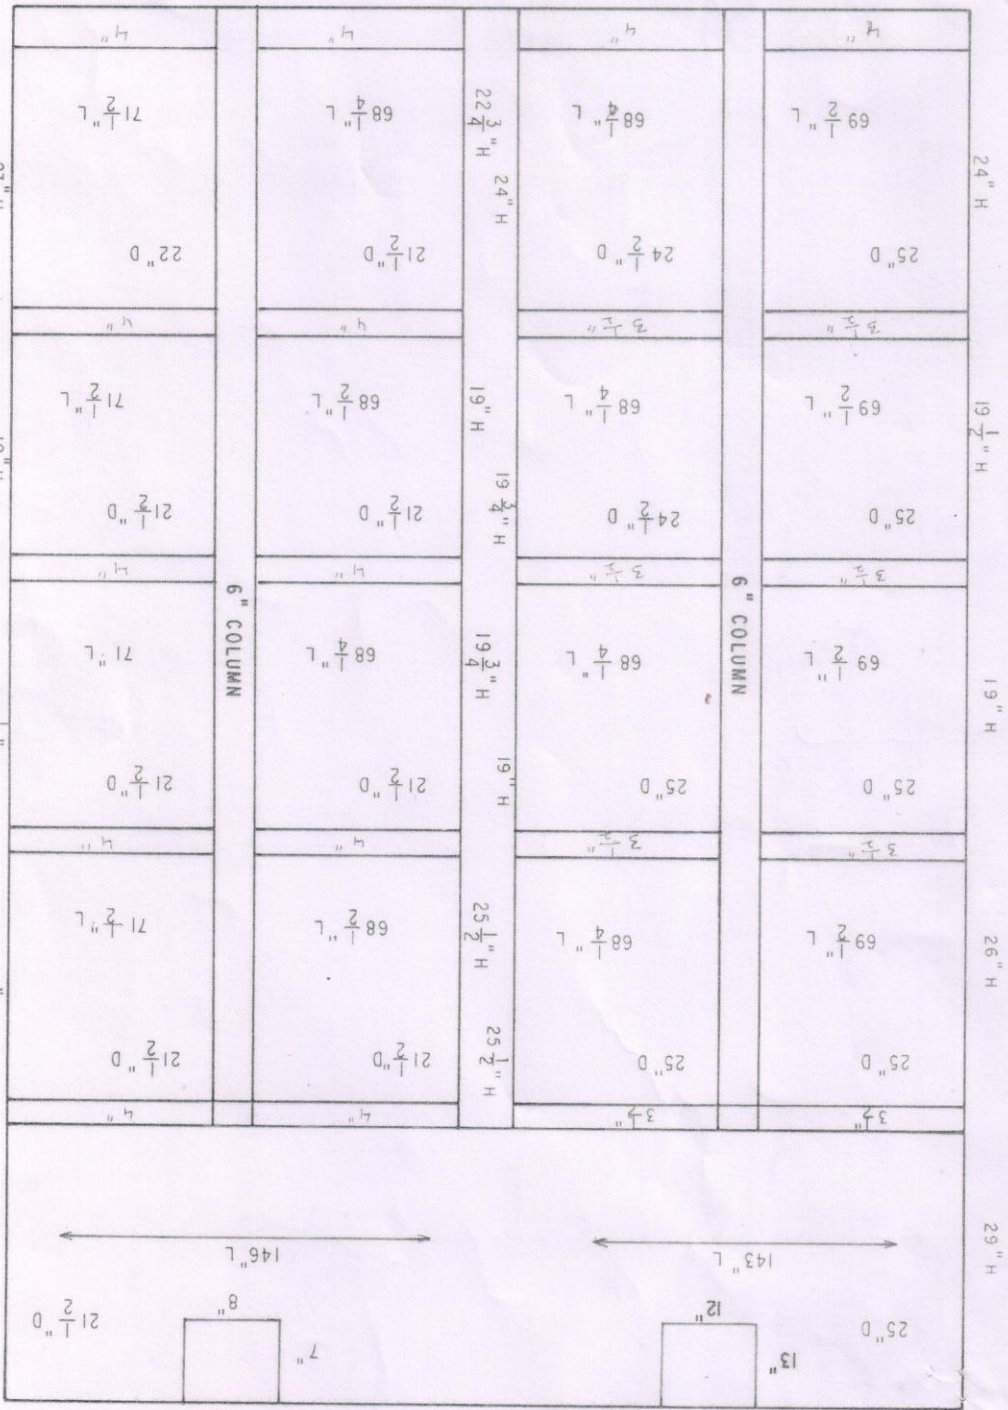 13"
12"
7"
8"
25" D
21 1/2" D
143" L
146" L
29" H
3 1/2"
3 1/2"
4"
4"
25" D
25" D
21 1/2" D
21 1/2" D
26" H
25 1/2" H
25 1/2" H
69 1/2" L
68 1/4" L
68 1/2" L
71 1/2" L
3 1/2"
3 1/2"
4"
4"
25" D
25" D
21 1/2" D
21 1/2" D
19" H
19" H
19 3/4" H
69 1/2" L
68 1/4" L
68 1/4" L
71" L
6" COLUMN
6" COLUMN
3 1/2"
3 1/2"
4"
4"
25" D
24 1/2" D
21 1/2" D
21 1/2" D
19 1/2" H
19 3/4" H
19" H
69 1/2" L
68 1/4" L
68 1/2" L
71 1/2" L
3 1/2"
3 1/2"
4"
4"
25" D
24 1/2" D
21 1/2" D
22" D
24" H
24" H
22 3/4" H
69 1/2" L
68 1/4" L
68 1/4" L
71 1/2" L
4"
4"
4"
4"